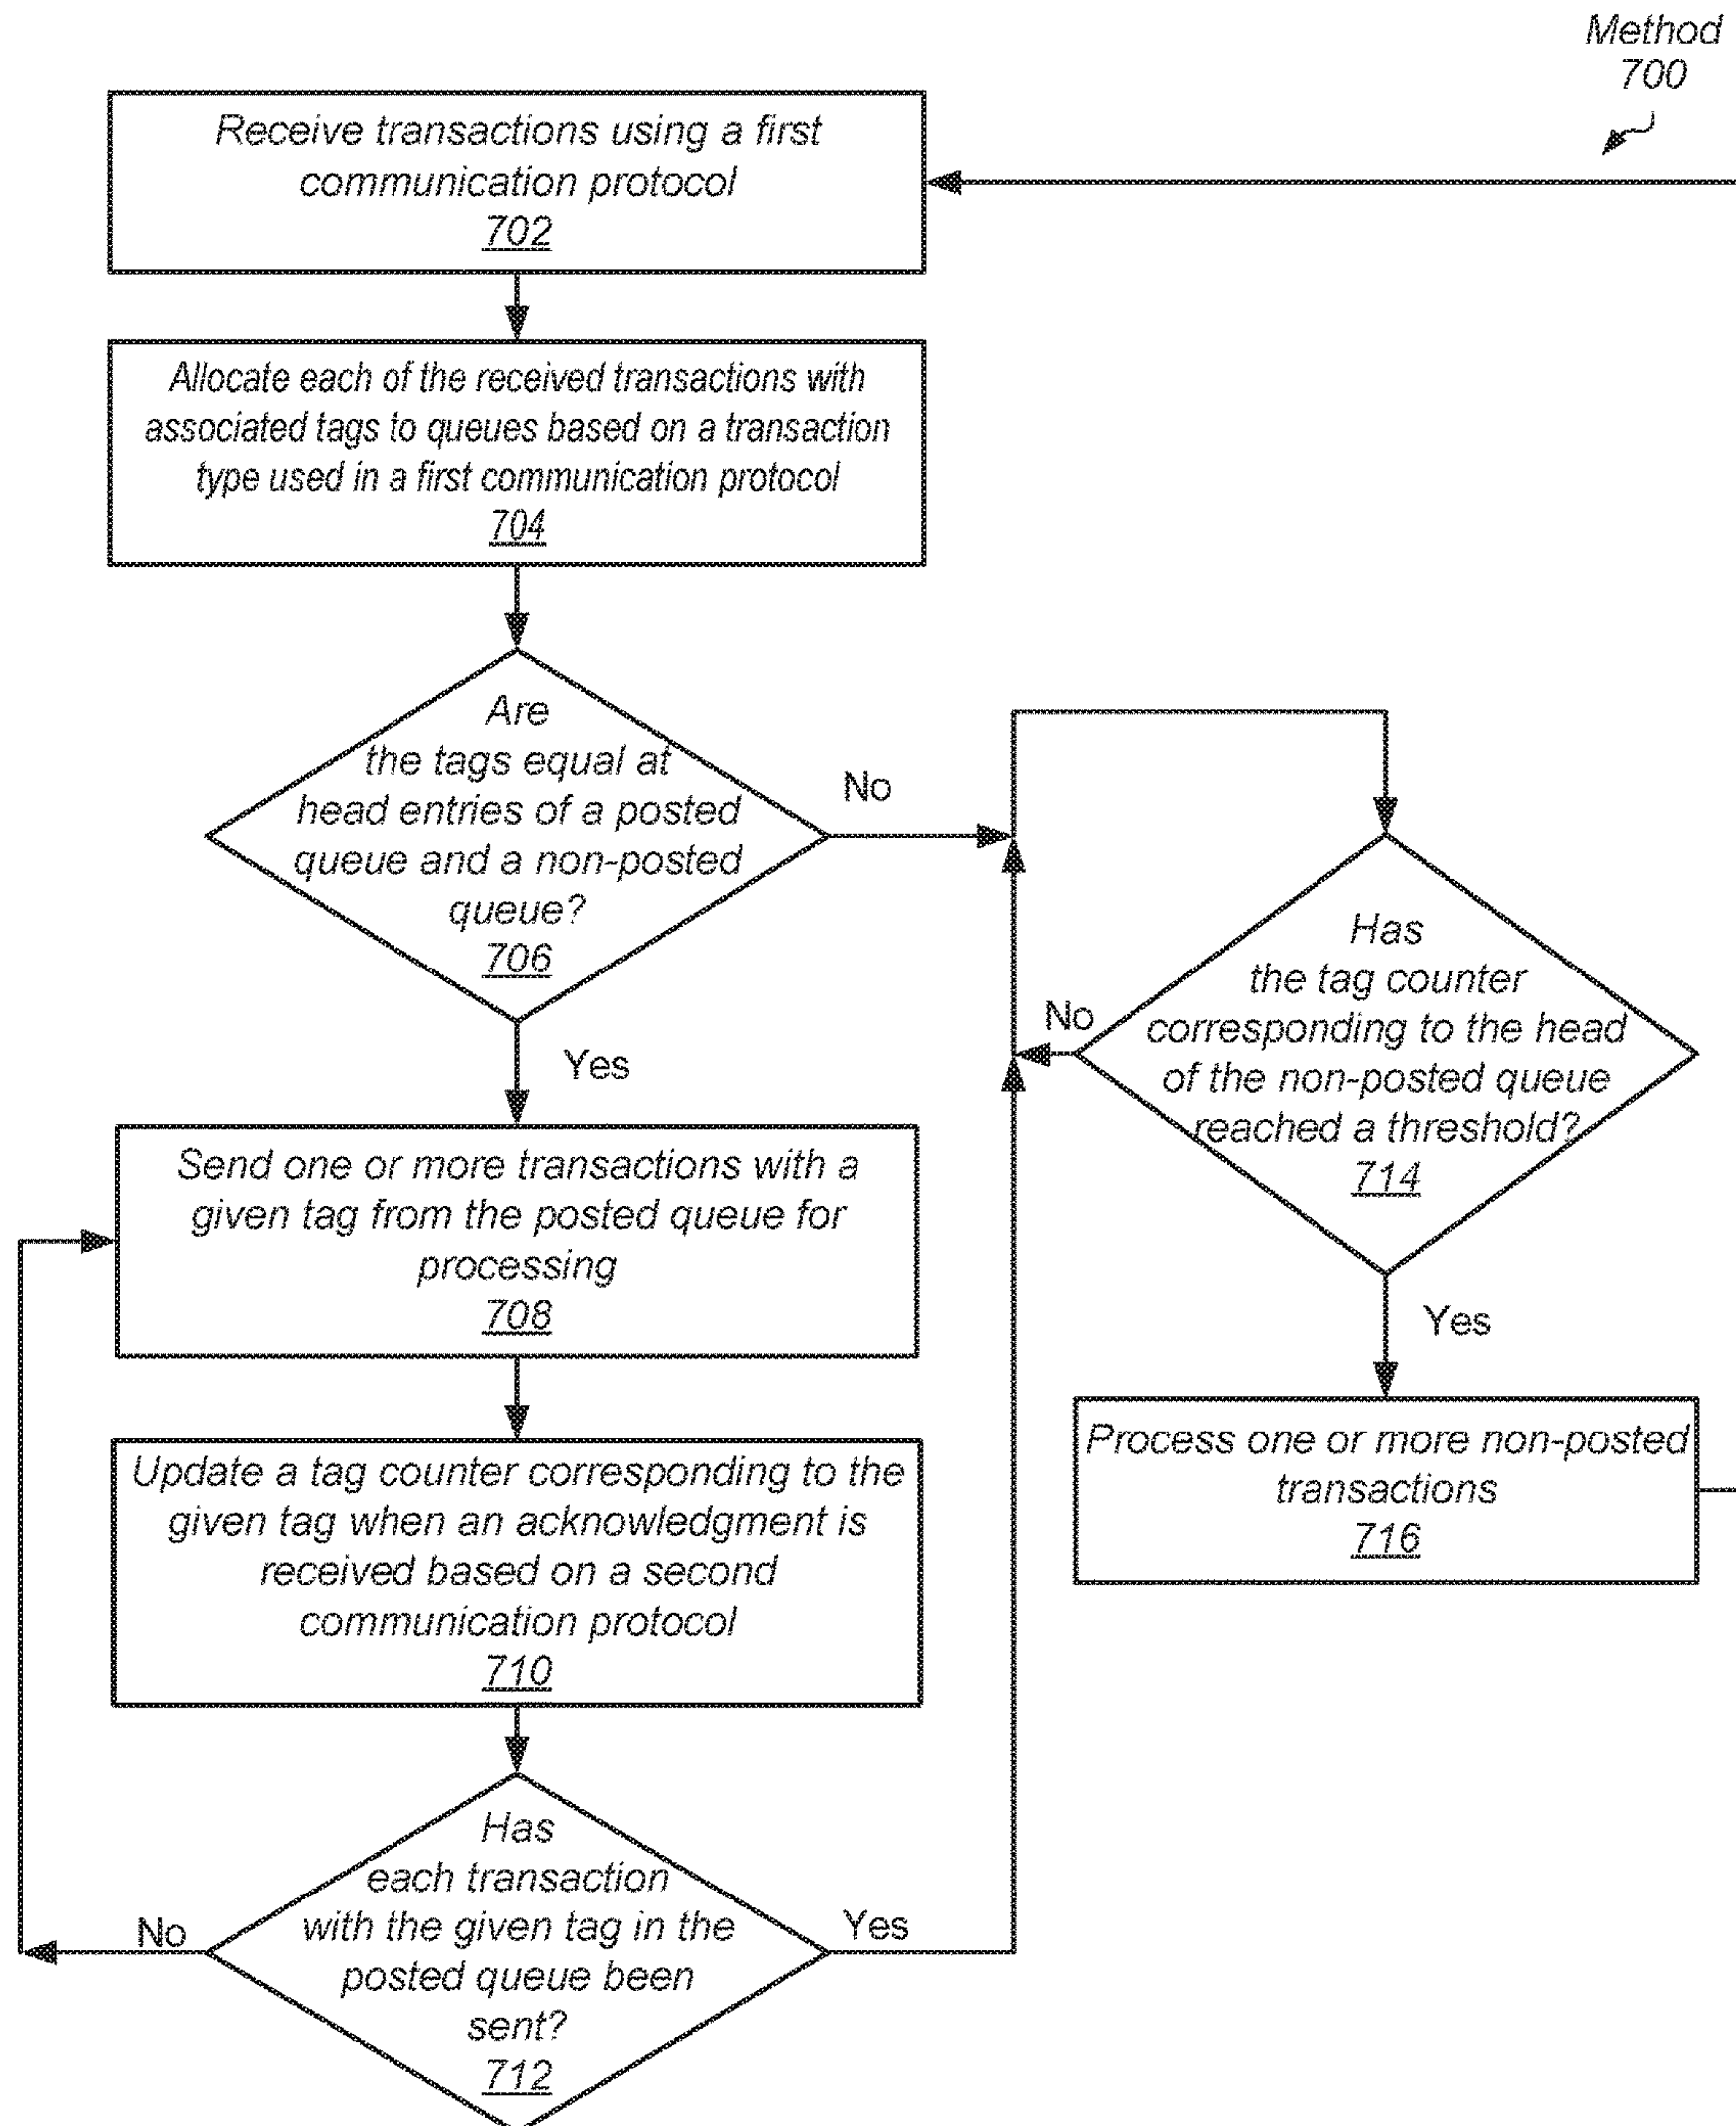 Method
700
Receive transactions using a first
communication protocol
702
Allocate each of the received transactions with
associated tags to queues based on a transaction
type used in a first communication protocol
704
Are
the tags equal at
head entries of a posted
queue and a non-posted
queue?
706
No
Yes
Has
the tag counter
corresponding to the head
of the non-posted queue
reached a threshold?
714
No
Yes
Send one or more transactions with a
given tag from the posted queue for
processing
708
Process one or more non-posted
transactions
716
Update a tag counter corresponding to the
given tag when an acknowledgment is
received based on a second
communication protocol
710
Has
each transaction
with the given tag in the
posted queue been
sent?
712
No
Yes